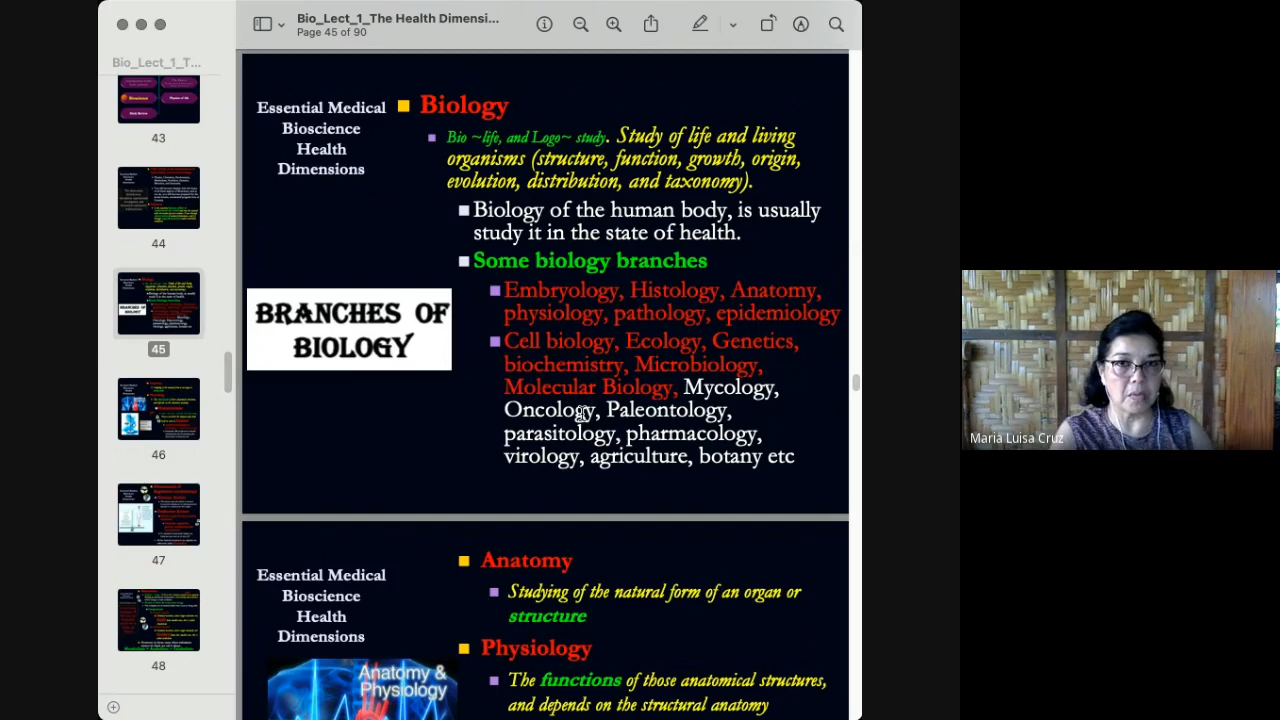 Bio_Lect_1_The Health Dimensi...
Page 45 of 90
Bio_Lect_1_T...
43
44
45
46
47
48
Essential Medical
Bioscience
Health
Dimensions
BRANCHES OF
BIOLOGY
Biology
Bio ~life, and Logo~ study. Study of life and living
organisms (structure, function, growth, origin,
evolution, distribution, and taxonomy).
Biology of the human body, is usually
study it in the state of health.
Some biology branches
Embryology, Histology, Anatomy,
physiology, pathology, epidemiology
Cell biology, Ecology, Genetics,
biochemistry, Microbiology,
Molecular Biology, Mycology,
Oncology, Paleontology,
parasitology, pharmacology,
virology, agriculture, botany etc
Essential Medical
Bioscience
Health
Dimensions
Anatomy &
Physiology
Anatomy
Studying of the natural form of an organ or
structure
Physiology
The functions of those anatomical structures,
and depends on the structural anatomy
Maria Luisa Cruz